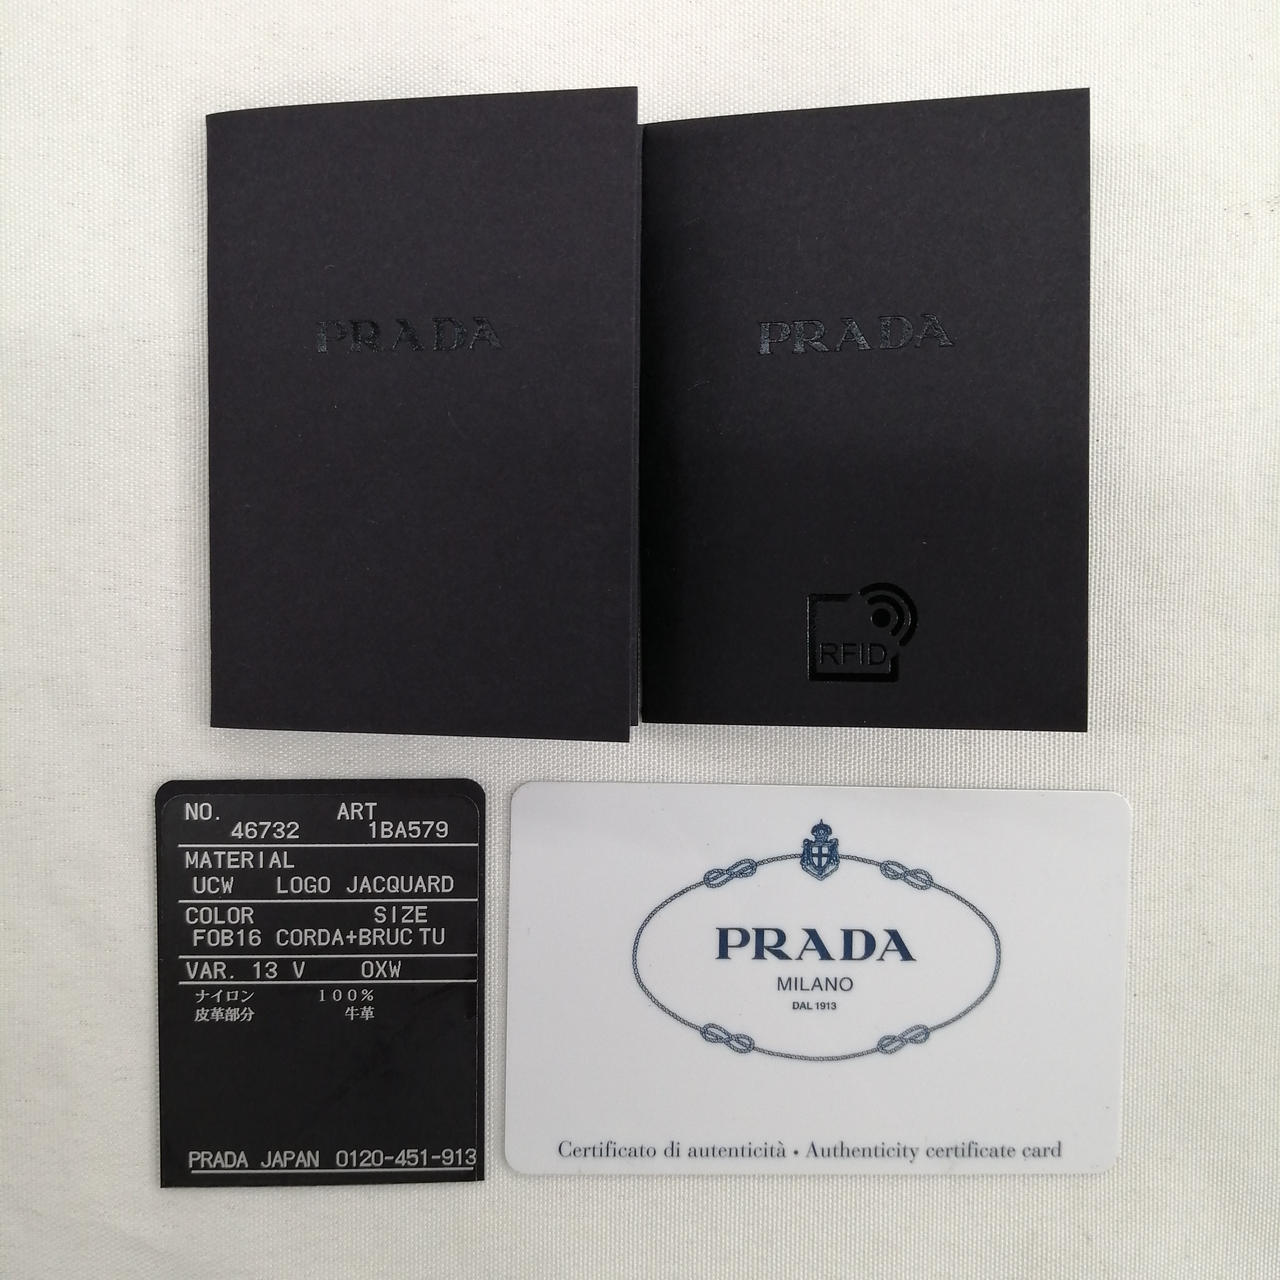 PRADA
PRADA
RFID
NO. ART
46732 1BA579
MATERIAL
UCW LOGO JACQUARD
COLOR SIZE
F0B16 CORDA+BRUC TU
VAR. 13 V OXW
ナイロン 100%
皮革部分 牛革
PRADA JAPAN 0120-451-913
PRADA
MILANO
DAL 1913
Certificato di autenticità • Authenticity certificate card